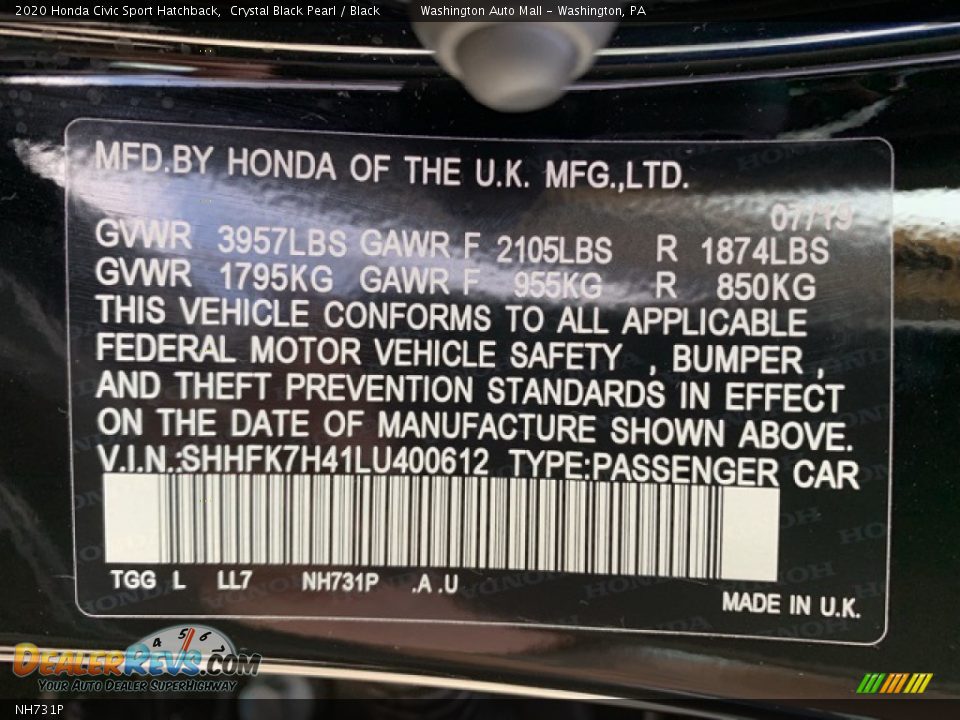 2020 Honda Civic Sport Hatchback, Crystal Black Pearl / Black Washington Auto Mall - Washington, PA
MFD.BY HONDA OF THE U.K. MFG.,LTD.
07/19
GVWR 3957LBS GAWR F 2105LBS R 1874LBS
GVWR 1795KG GAWR F 955KG R 850KG
THIS VEHICLE CONFORMS TO ALL APPLICABLE
FEDERAL MOTOR VEHICLE SAFETY , BUMPER ,
AND THEFT PREVENTION STANDARDS IN EFFECT
ON THE DATE OF MANUFACTURE SHOWN ABOVE.
V.I.N.:SHHFK7H41LU400612 TYPE:PASSENGER CAR
TGG L LL7 NH731P .A .U
MADE IN U.K.
4 5 6
DEALERREVS.COM
YOUR AUTO DEALER SUPERHIGHWAY
NH731P